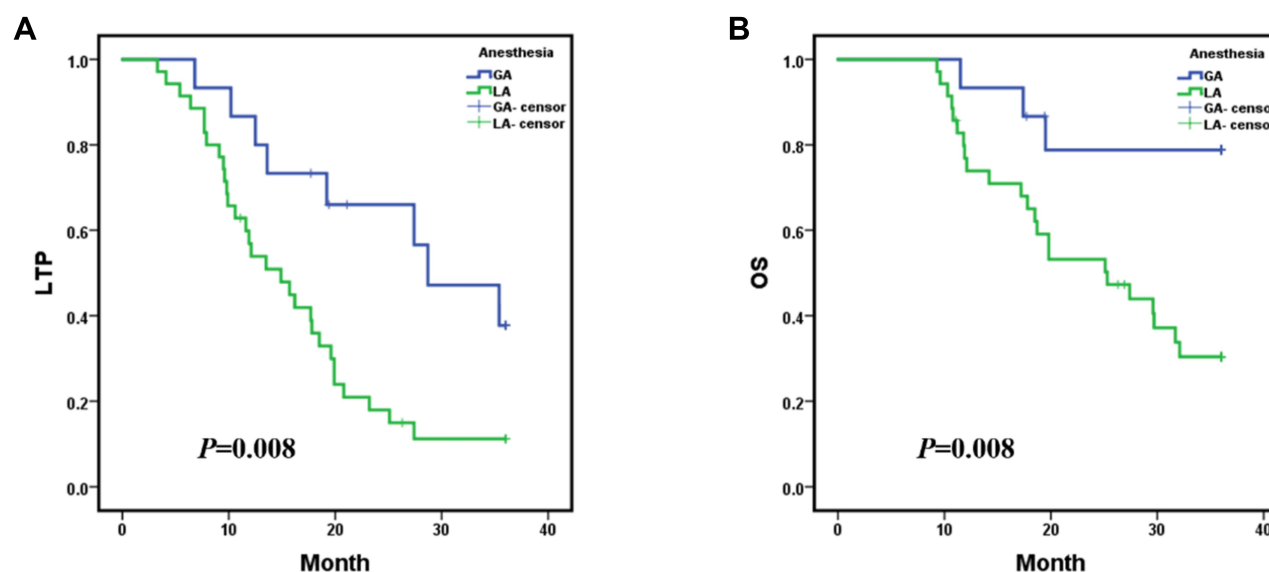 A
Anesthesia
GA
LA
GA- censor
LA- censor
1.0
0.8
0.6
0.4
0.2
0.0
LTP
P=0.008
0 10 20 30 40
Month
B
Anesthesia
GA
LA
GA- censo
LA- censo
1.0
0.8
0.6
0.4
0.2
0.0
OS
P=0.008
0 10 20 30 40
Month